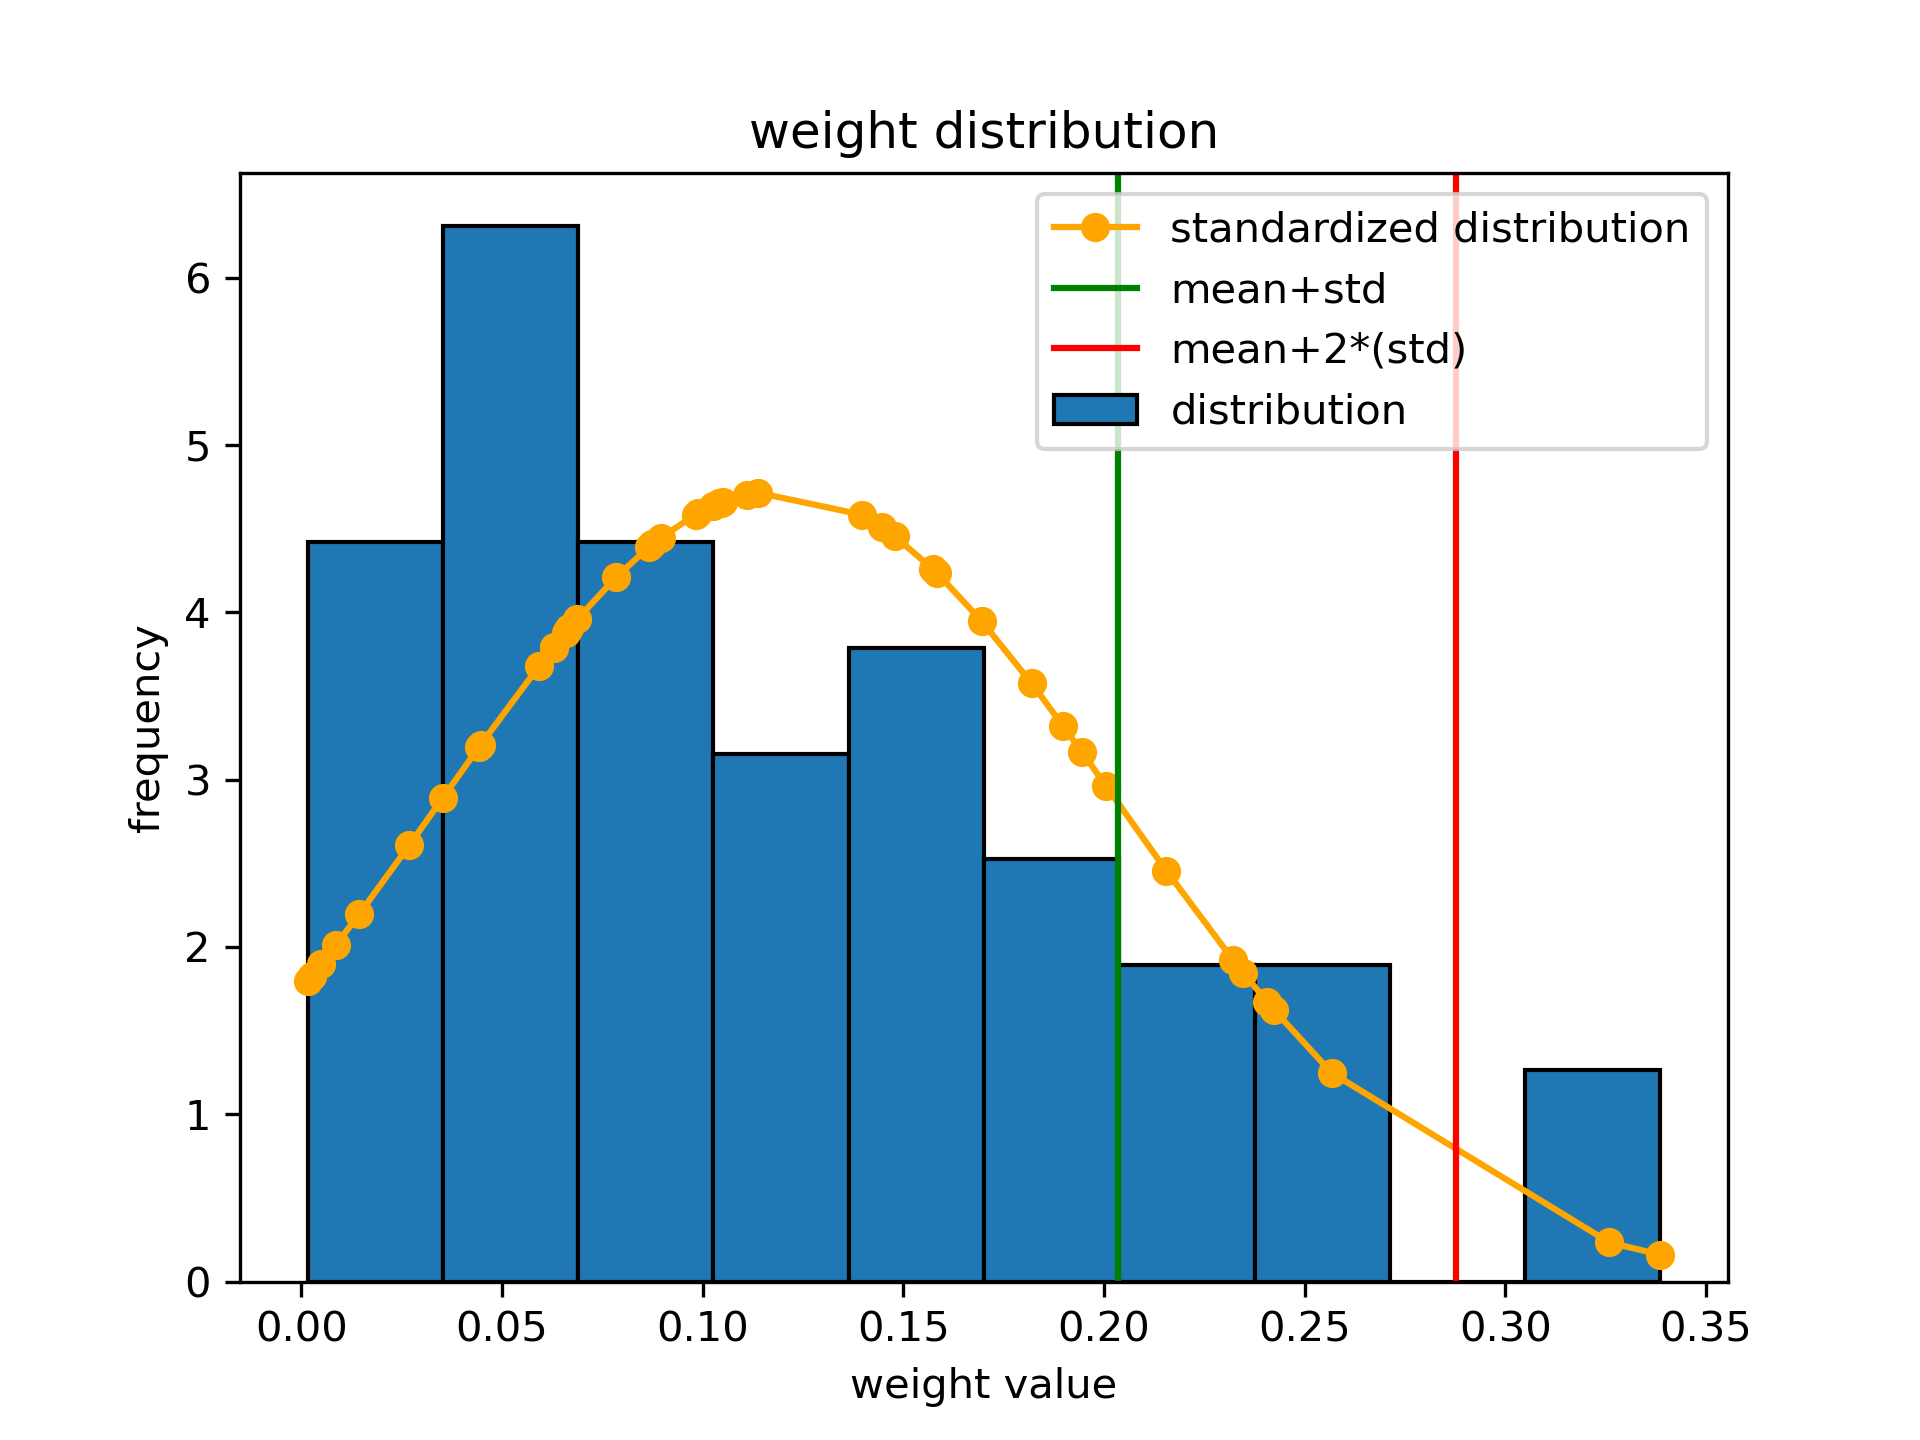 weight distribution
standardized distribution
mean+std
mean+2*(std)
distribution
frequency
6
5
4
3
2
1
0
0.00 0.05 0.10 0.15 0.20 0.25 0.30 0.35
weight value